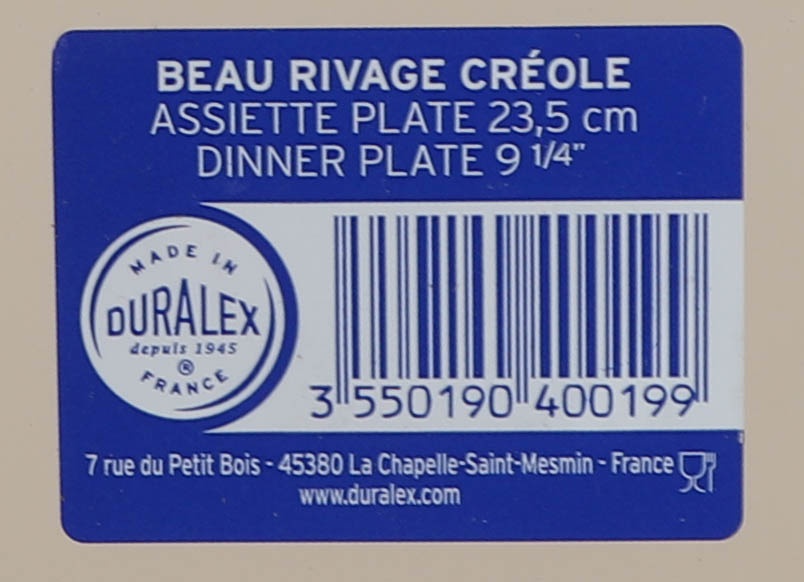 BEAU RIVAGE CRÉOLE
ASSIETTE PLATE 23,5 cm
DINNER PLATE 9 1/4"
MADE IN
DURALEX
depuis 1945
®
FRANCE
3 550190 400199
7 rue du Petit Bois - 45380 La Chapelle-Saint-Mesmin - France
www.duralex.com